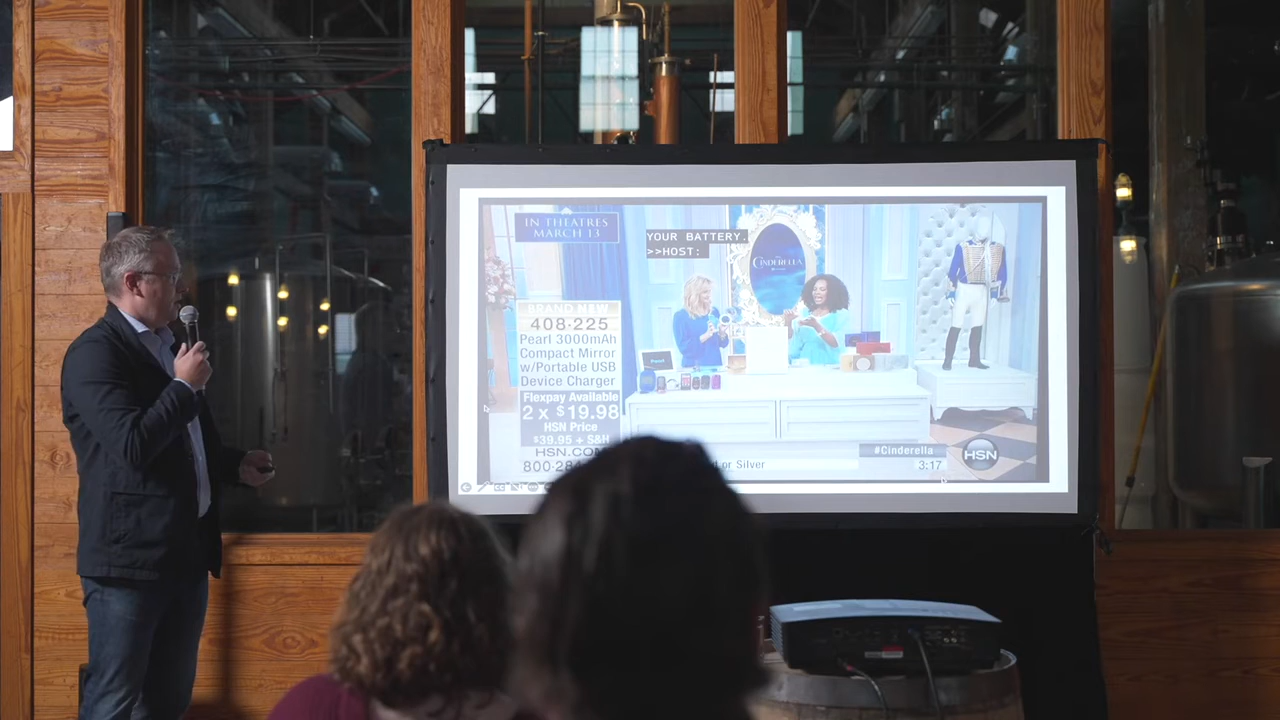 IN THEATRES
MARCH 13
YOUR BATTERY.
>>HOST:
CINDERELLA
BRAND NEW
408·225
Pearl 3000mAh
Compact Mirror
w/Portable USB
Device Charger
Flexpay Available
2 x $19.98
HSN Price
$39.95 + S&H
HSN.COM
or Silver
#Cinderella
3:17
HSN